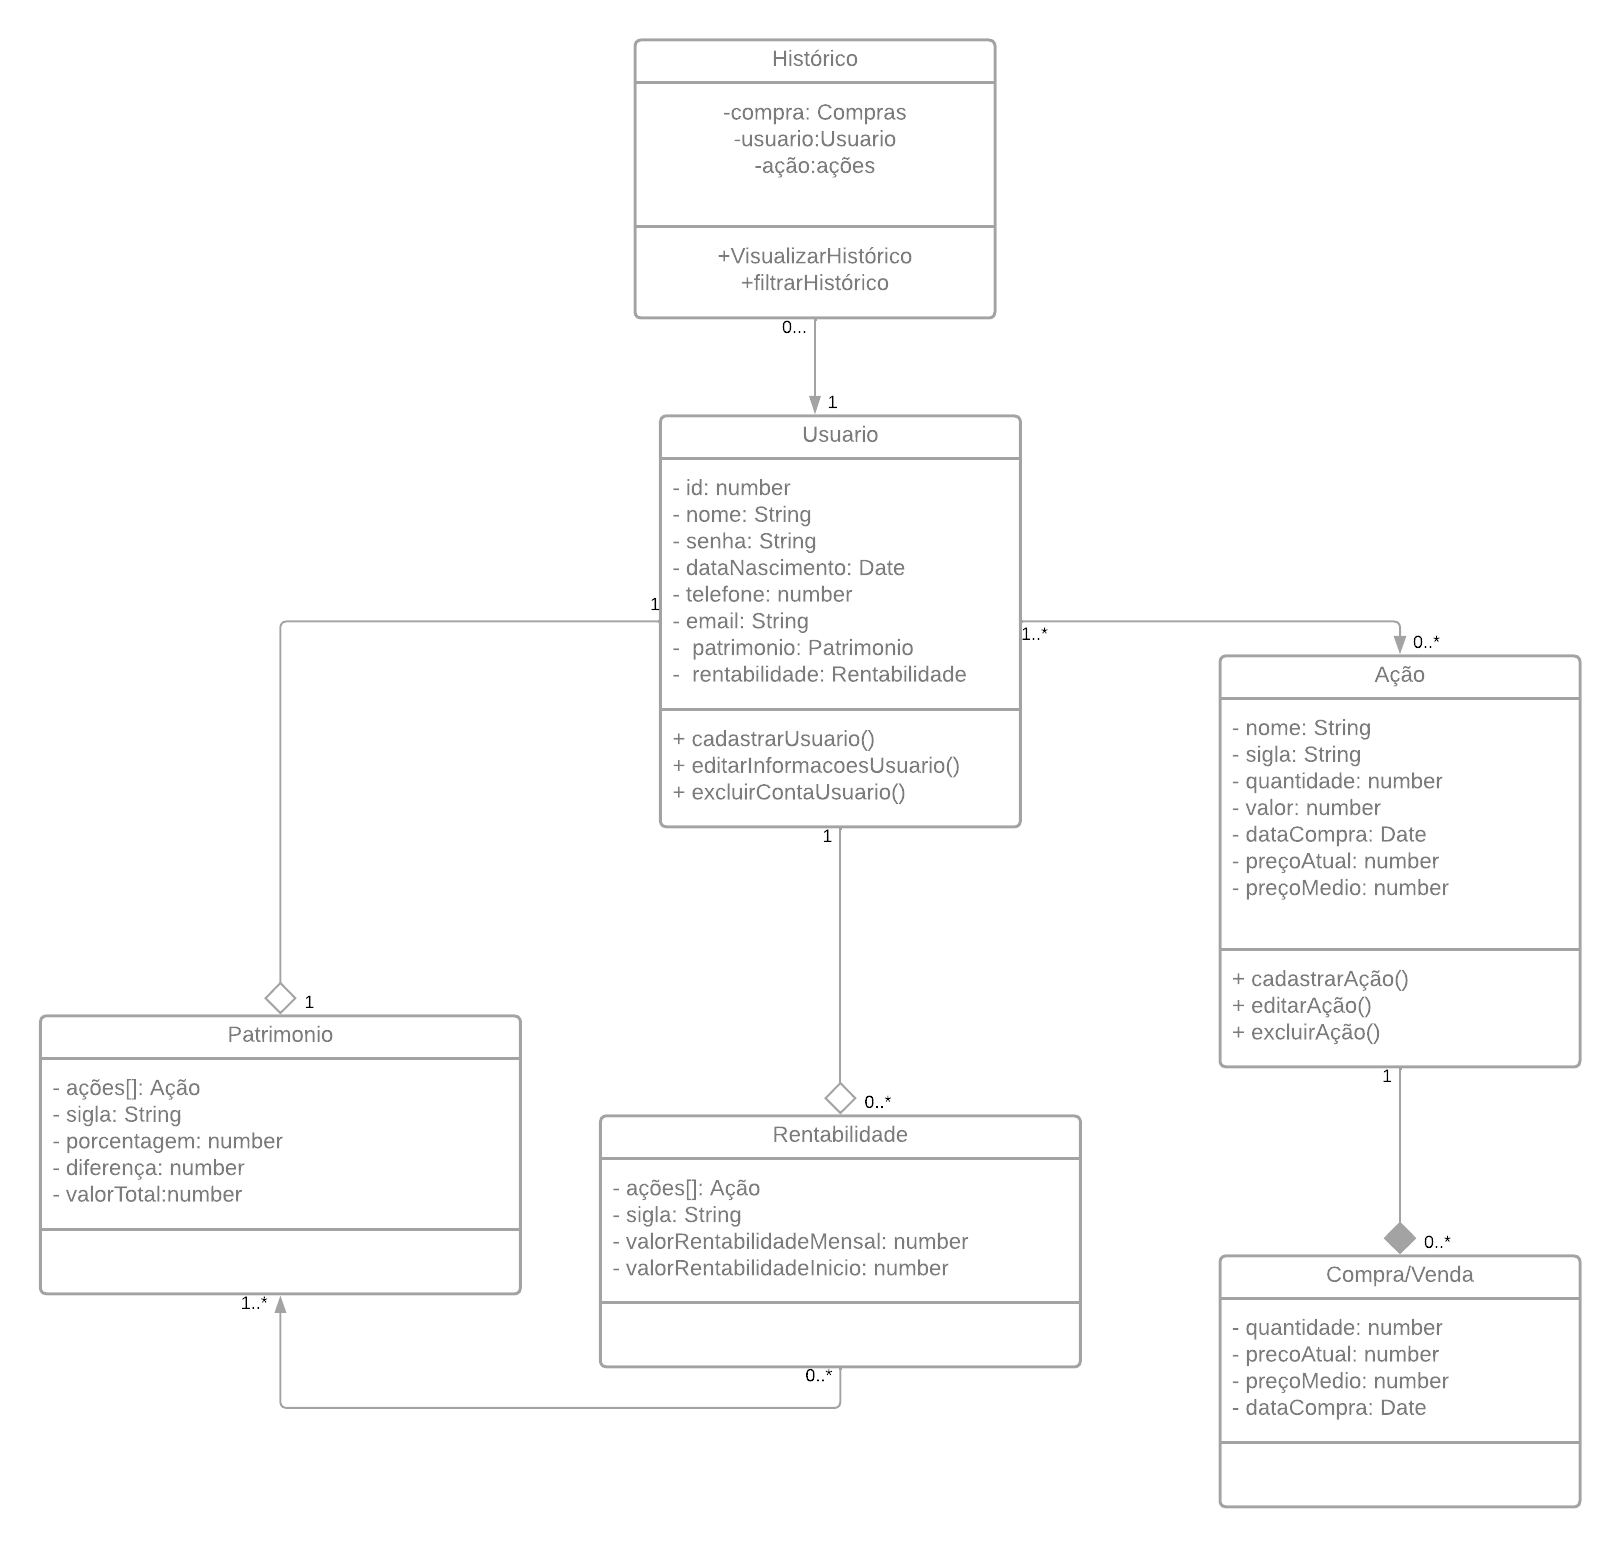 Histórico
-compra: Compras
-usuario:Usuario
-ação:ações
+VisualizarHistórico
+filtrarHistórico
0...
1
Usuario
- id: number
- nome: String
- senha: String
- dataNascimento: Date
- telefone: number
- email: String
- patrimonio: Patrimonio
- rentabilidade: Rentabilidade
+ cadastrarUsuario()
+ editarInformacoesUsuario()
+ excluirContaUsuario()
1
1..*
0..*
1
Ação
- nome: String
- sigla: String
- quantidade: number
- valor: number
- dataCompra: Date
- preçoAtual: number
- preçoMedio: number
+ cadastrarAção()
+ editarAção()
+ excluirAção()
1
1
Patrimonio
- ações[]: Ação
- sigla: String
- porcentagem: number
- diferença: number
- valorTotal:number
1..*
0..*
Rentabilidade
- ações[]: Ação
- sigla: String
- valorRentabilidadeMensal: number
- valorRentabilidadeInicio: number
0..*
0..*
Compra/Venda
- quantidade: number
- precoAtual: number
- preçoMedio: number
- dataCompra: Date